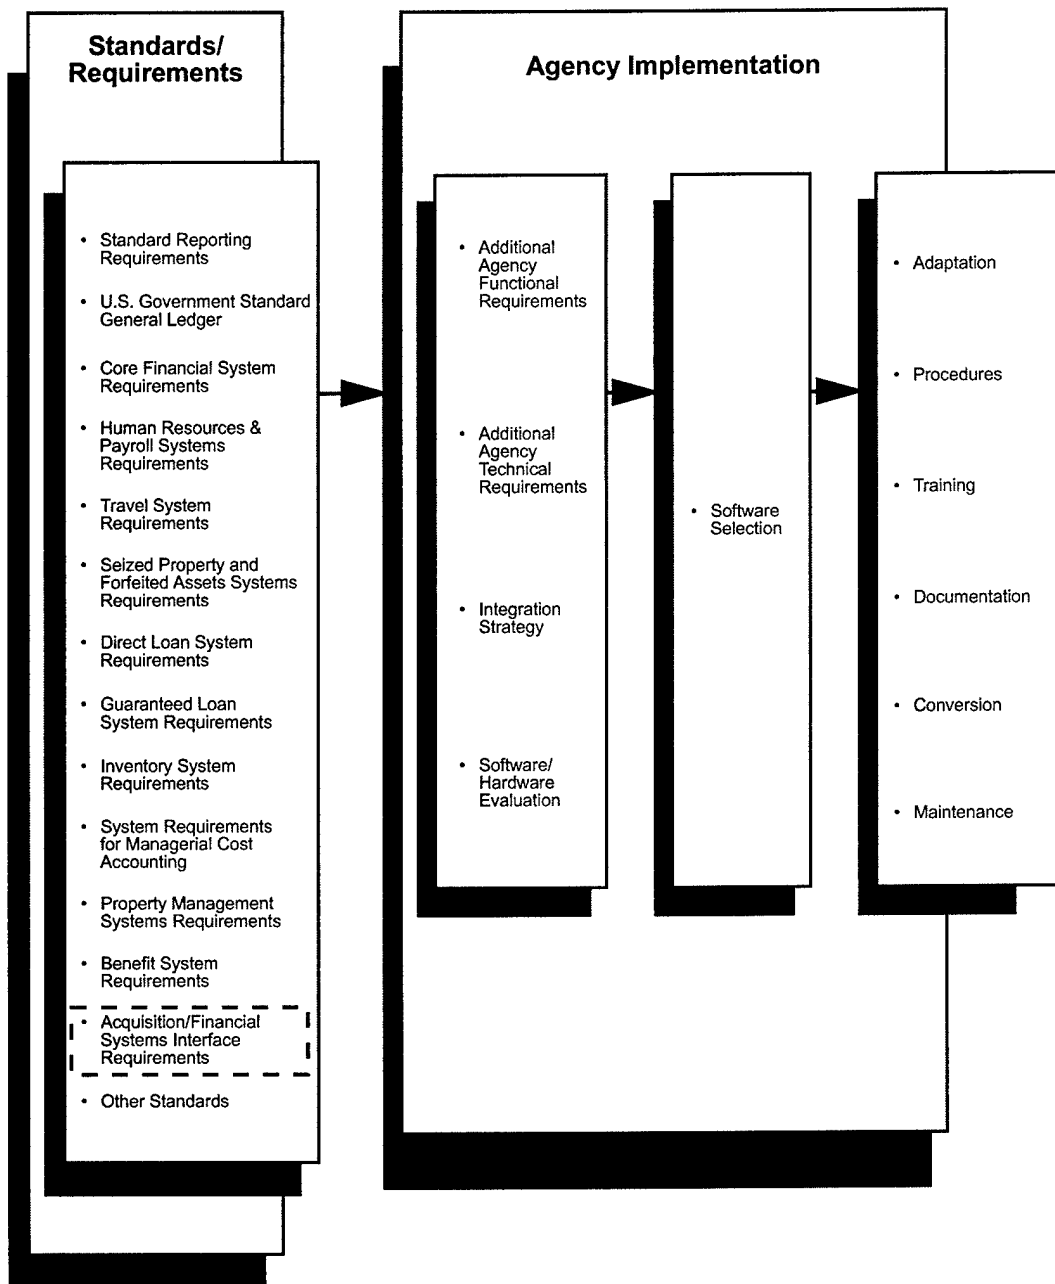 Standards/
Requirements
• Standard Reporting
Requirements
• U.S. Government Standard
General Ledger
• Core Financial System
Requirements
• Human Resources &
Payroll Systems
Requirements
• Travel System
Requirements
• Seized Property and
Forfeited Assets Systems
Requirements
• Direct Loan System
Requirements
• Guaranteed Loan
System Requirements
• Inventory System
Requirements
• System Requirements
for Managerial Cost
Accounting
• Property Management
Systems Requirements
• Benefit System
Requirements
• Acquisition/Financial
Systems Interface
Requirements
• Other Standards
Agency Implementation
• Additional
Agency
Functional
Requirements
• Additional
Agency
Technical
Requirements
• Integration
Strategy
• Software/
Hardware
Evaluation
• Software
Selection
• Adaptation
• Procedures
• Training
• Documentation
• Conversion
• Maintenance